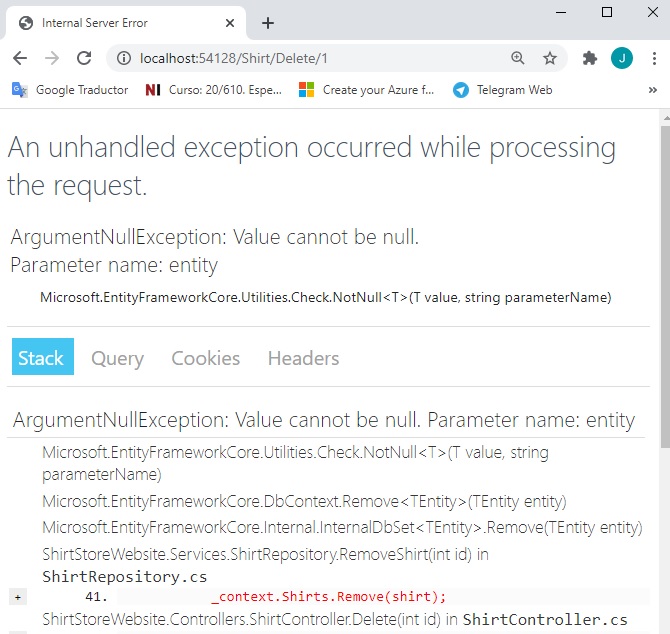 Internal Server Error
localhost:54128/Shirt/Delete/1
J
Google Traductor
NI Curso: 20/610. Espe...
Create your Azure f...
Telegram Web
»
An unhandled exception occurred while processing
the request.
ArgumentNullException: Value cannot be null.
Parameter name: entity
Microsoft.EntityFrameworkCore.Utilities.Check.NotNull<T>(T value, string parameterName)
Stack Query Cookies Headers
ArgumentNullException: Value cannot be null. Parameter name: entity
Microsoft.EntityFrameworkCore.Utilities.Check.NotNull<T>(T value, string
parameterName)
Microsoft.EntityFrameworkCore.DbContext.Remove<TEntity>(TEntity entity)
Microsoft.EntityFrameworkCore.Internal.InternalDbSet<TEntity>.Remove(TEntity entity)
ShirtStoreWebsite.Services.ShirtRepository.RemoveShirt(int id) in
ShirtRepository.cs
+ 41. _context.Shirts.Remove(shirt);
ShirtStoreWebsite.Controllers.ShirtController.Delete(int id) in ShirtController.cs